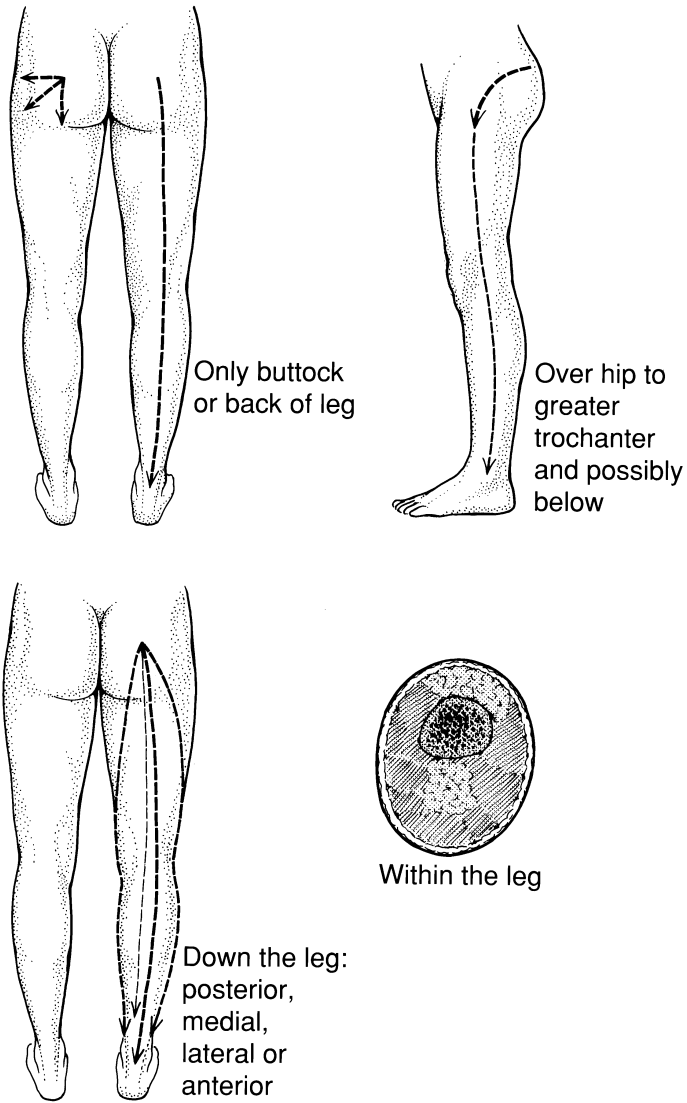 Only buttock
or back of leg
Over hip to
greater
trochanter
and possibly
below
Down the leg:
posterior,
medial,
lateral or
anterior
Within the leg